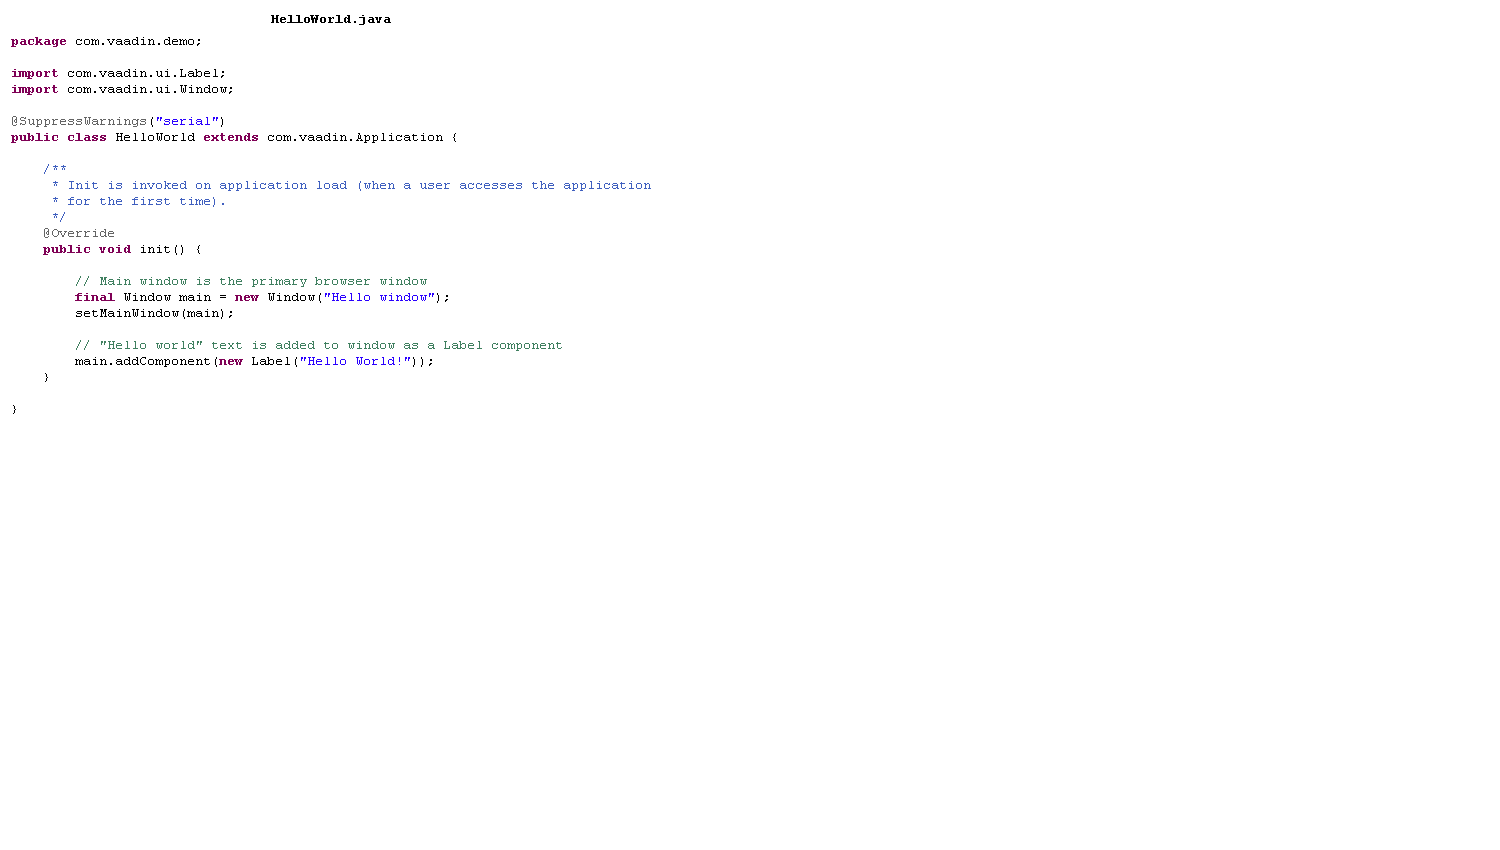 HelloWorld.java
package com.vaadin.demo;
import com.vaadin.ui.Label;
import com.vaadin.ui.Window;
@SuppressWarnings("serial")
public class HelloWorld extends com.vaadin.Application {
/**
* Init is invoked on application load (when a user accesses the application
* for the first time).
*/
@Override
public void init() {
// Main window is the primary browser window
final Window main = new Window("Hello window");
setMainWindow(main);
// "Hello world" text is added to window as a Label component
main.addComponent(new Label("Hello World!"));
}
}